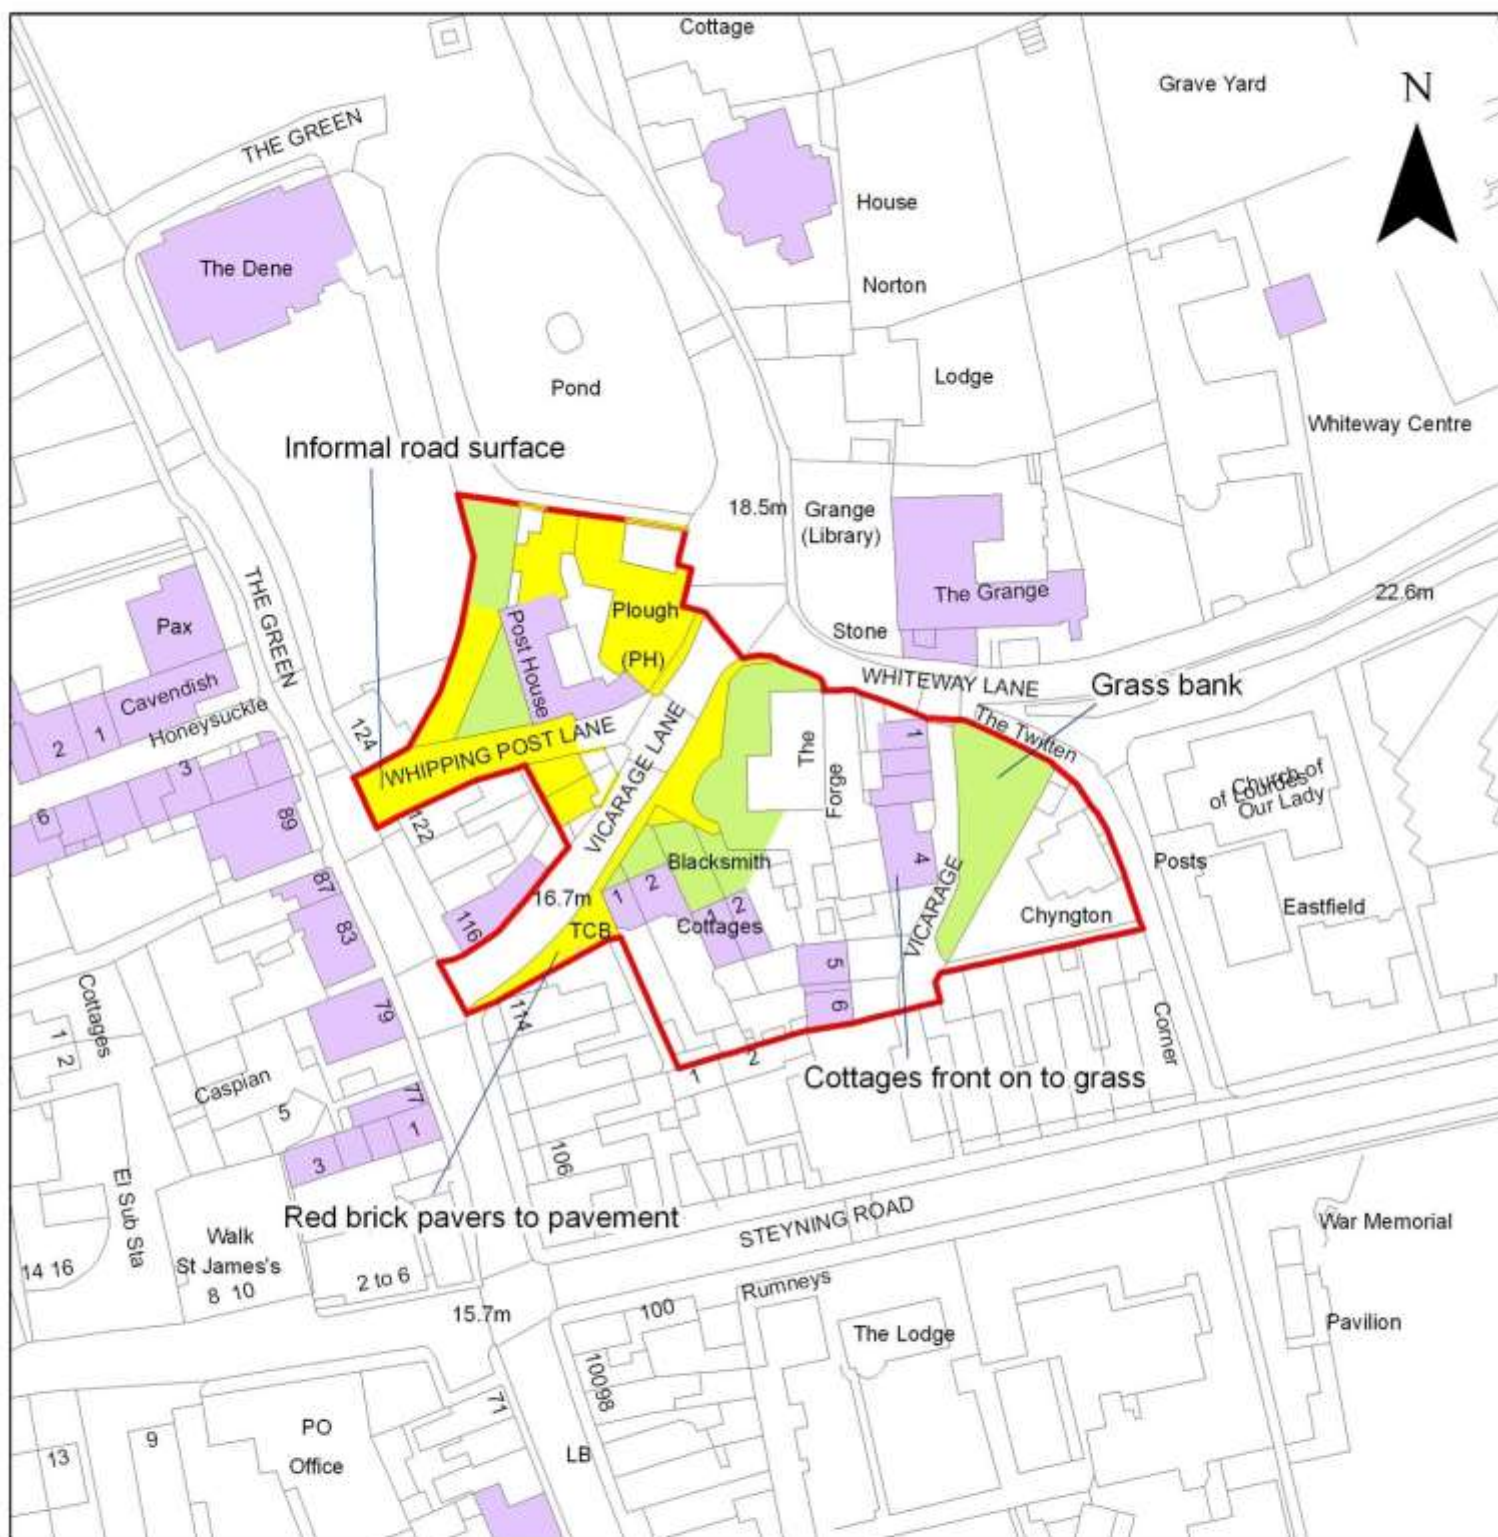 Cottage
Grave Yard
N
THE GREEN
House
The Dene
Norton
Lodge
Pond
Whiteway Centre
Informal road surface
18.5m
Grange
(Library)
THE GREEN
The Grange
22.6m
Pax
Post House
Plough
Stone
(PH)
WHITEWAY LANE
Grass bank
Cavendish
Honeysuckle
2
1
3
124
WHIPPING POST LANE
VICARAGE LANE
The
Forge
1
The Twitten
Church of
of Lourdes
Our Lady
6
89
122
Blacksmith
4
Posts
87
83
116
16.7m
1
2
1
2
TCB
Cottages
VICARAGE
Chyngton
Eastfield
Cottages
1
2
79
114
5
6
Corner
1
2
Cottages front on to grass
Caspian
5
77
1
3
106
El Sub Sta
Red brick pavers to pavement
STEYNING ROAD
War Memorial
Walk
St James's
8 10
14 16
2 to 6
15.7m
100
Rumneys
The Lodge
Pavilion
10098
71
PO
Office
LB
9
13